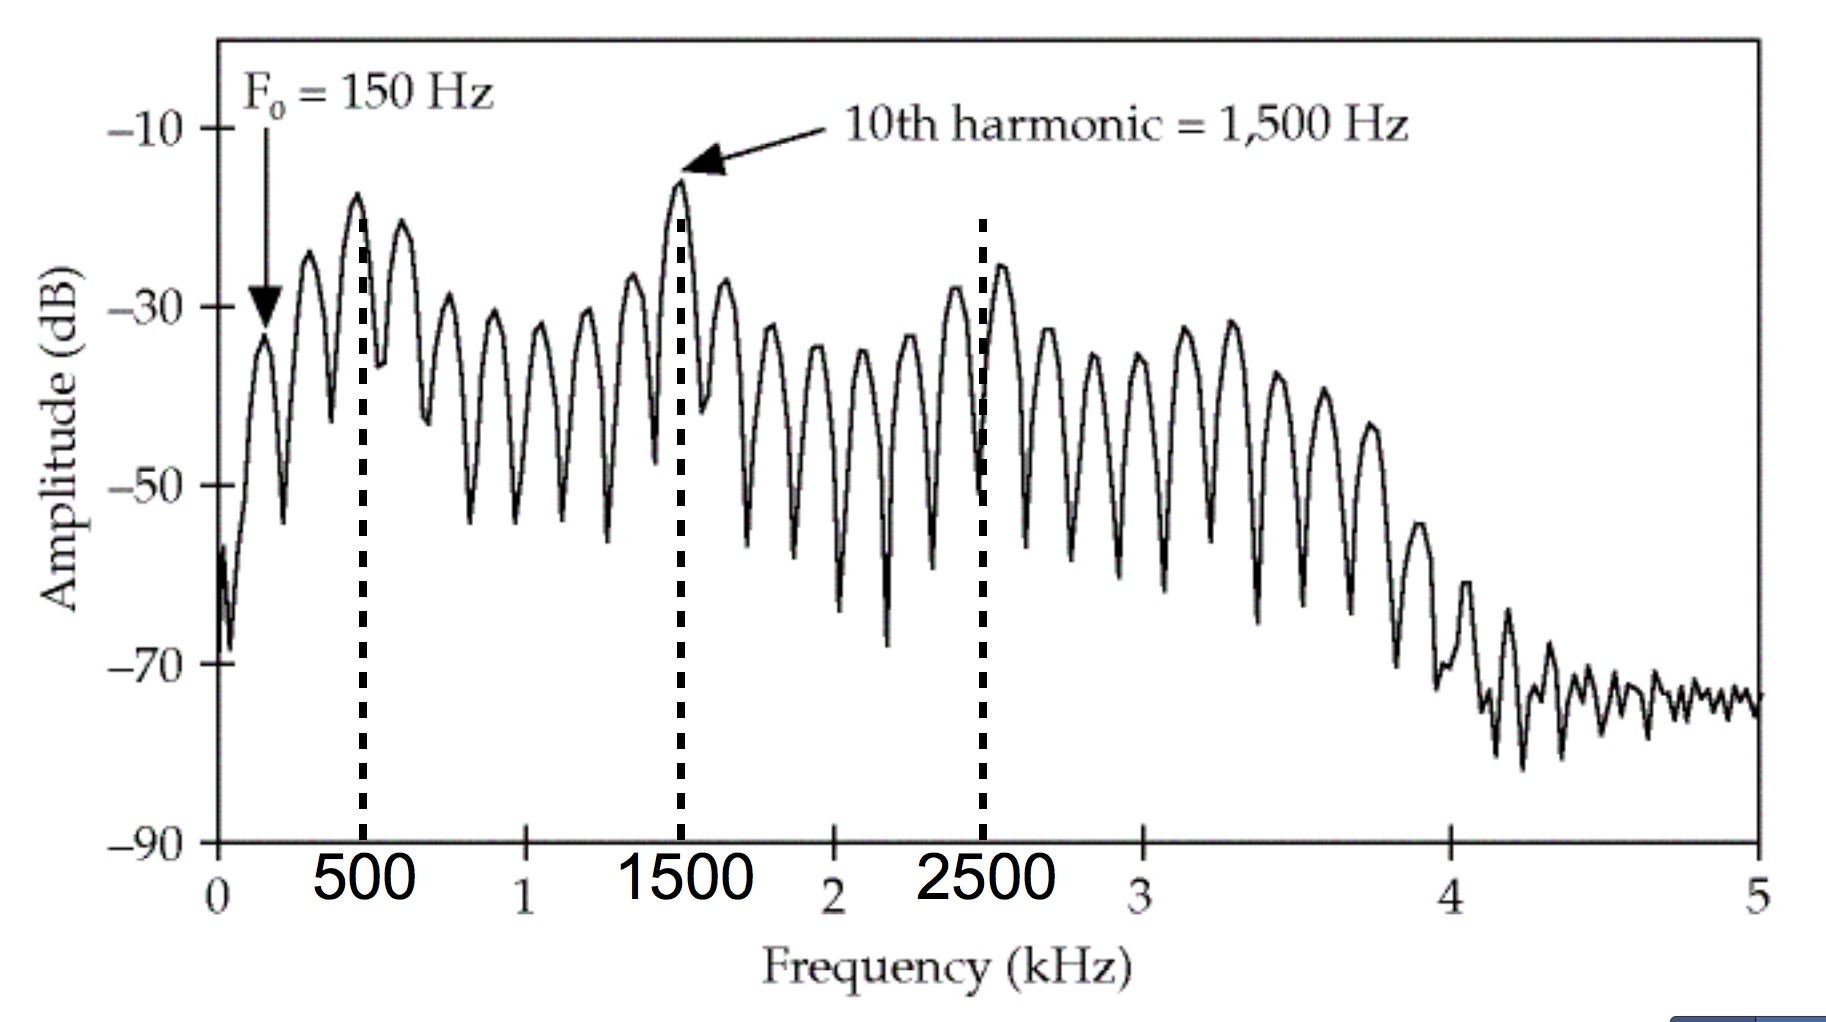 F₀ = 150 Hz
10th harmonic = 1,500 Hz
–10
–30
–50
–70
–90
Amplitude (dB)
0 500 1 1500 2 2500 3 4 5
Frequency (kHz)